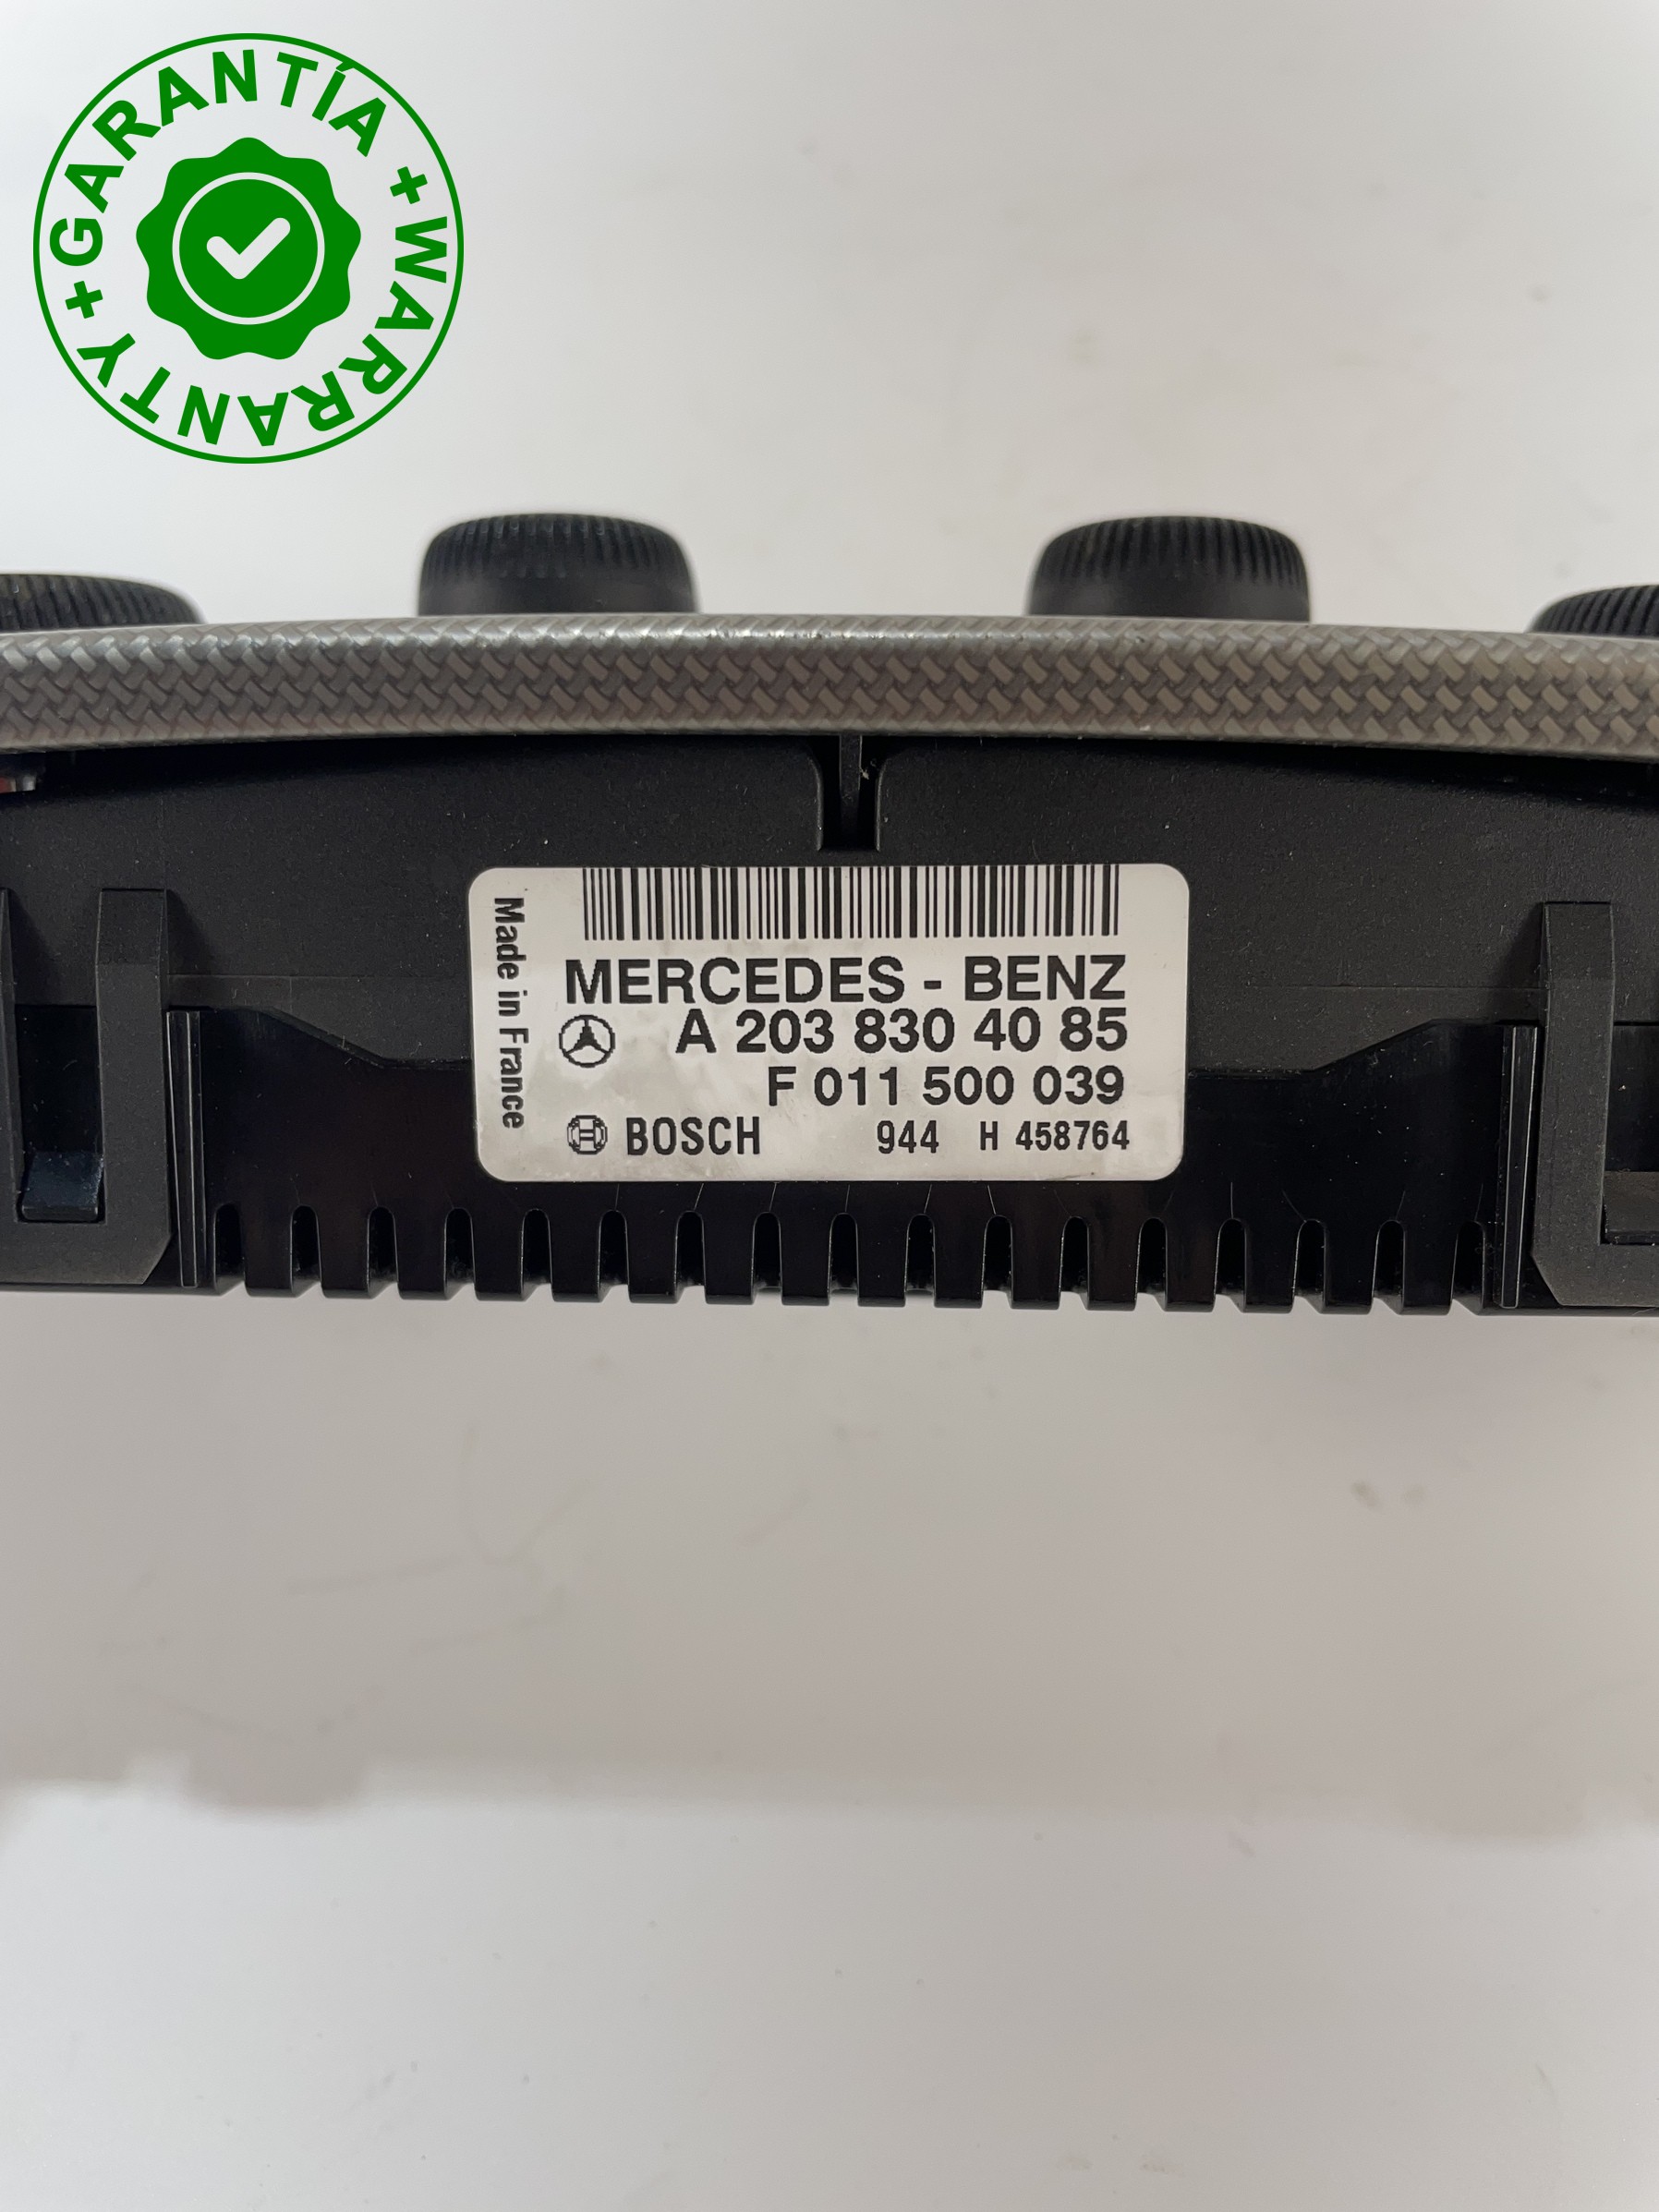 +GARANTÍA +WARRANTY
Made in France
MERCEDES - BENZ
A 203 830 40 85
F 011 500 039
BOSCH 944 H 458764